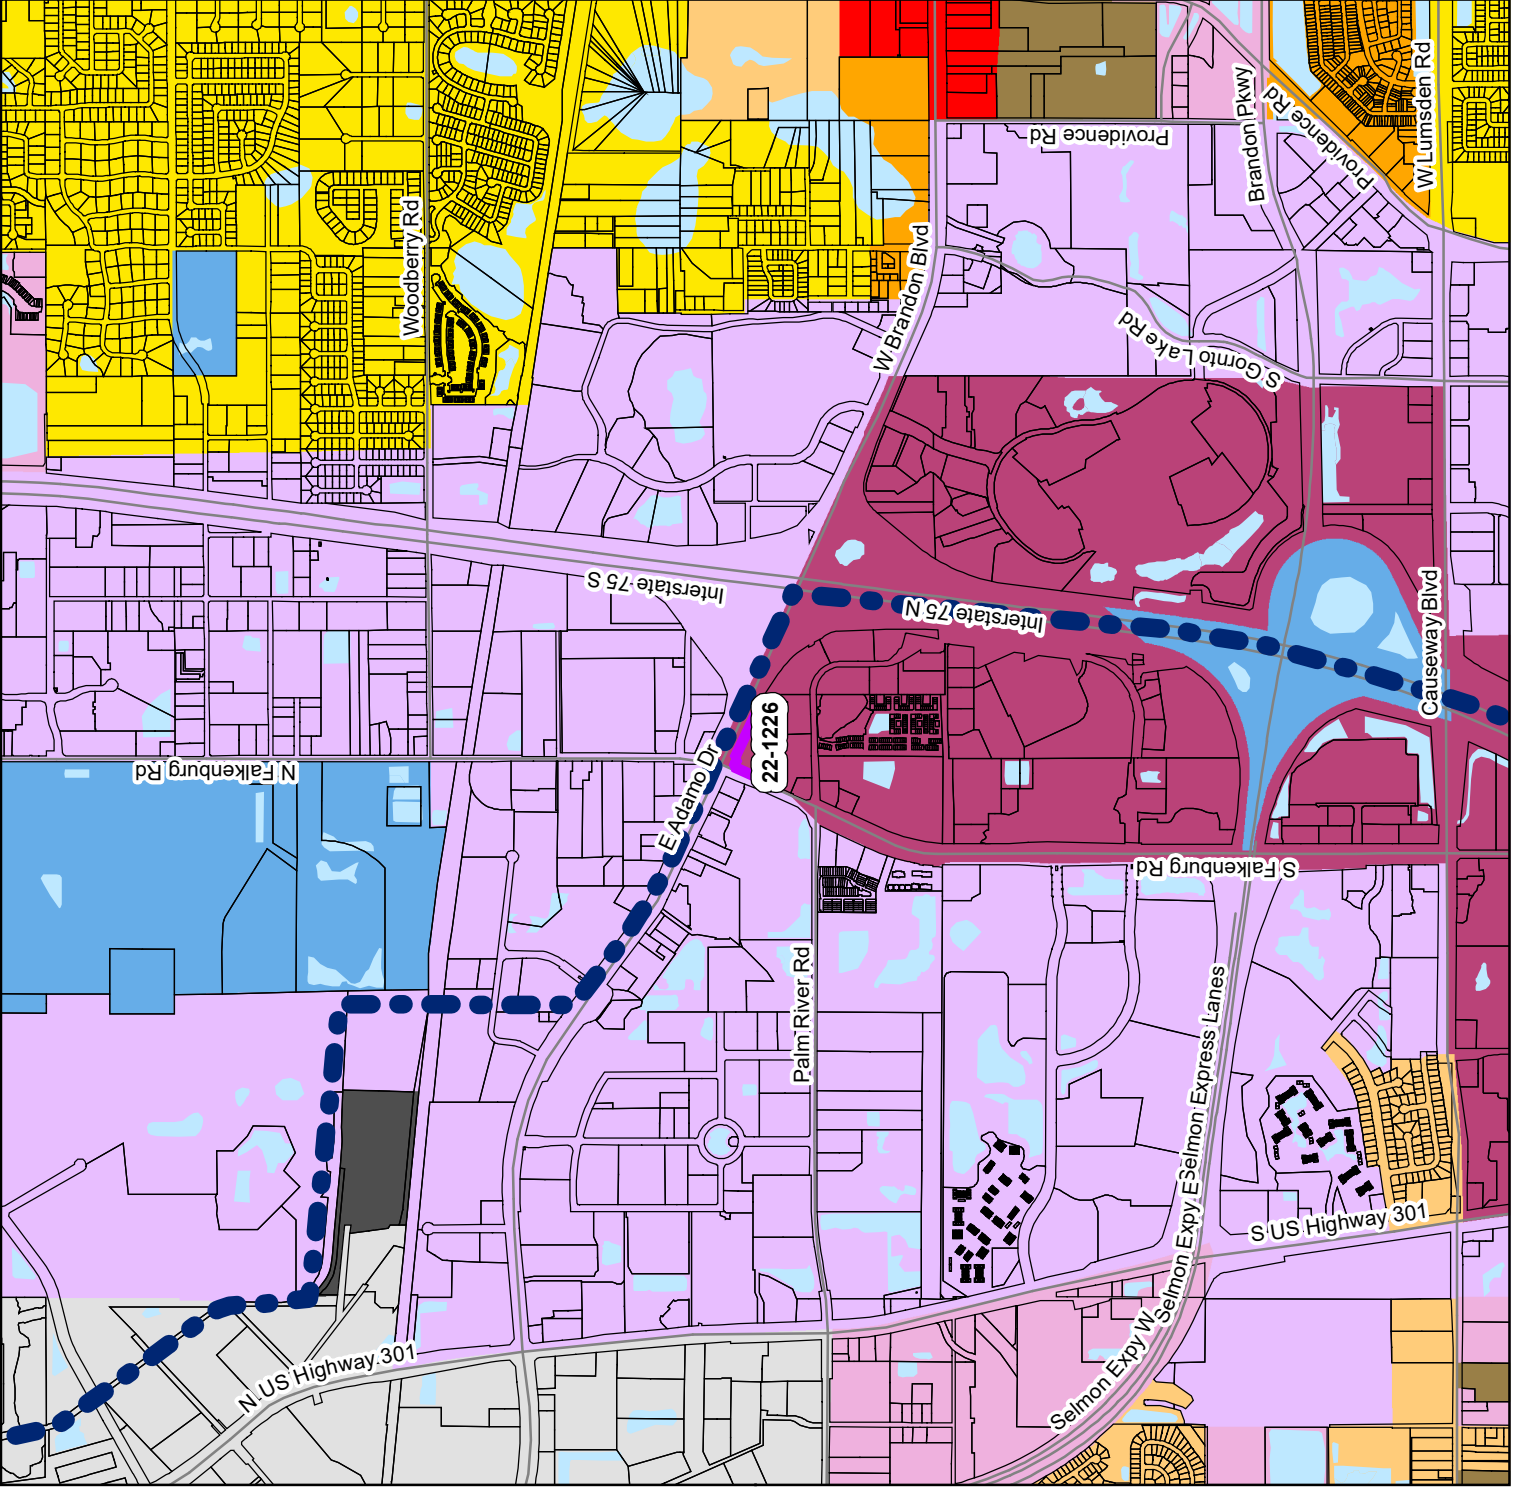 Providence Rd
Brandon Pkwy
Providence Rd
W Lumsden Rd
Woodberry Rd
W Brandon Blvd
S Gornto Lake Rd
Interstate 75 S
Interstate 75 N
Causeway Blvd
22-1226
N Falkenburg Rd
E Adamo Dr
S Falkenburg Rd
Palm River Rd
Selmon Express Lanes
Selmon Expy E
S US Highway 301
Selmon Expy W
N US Highway 301